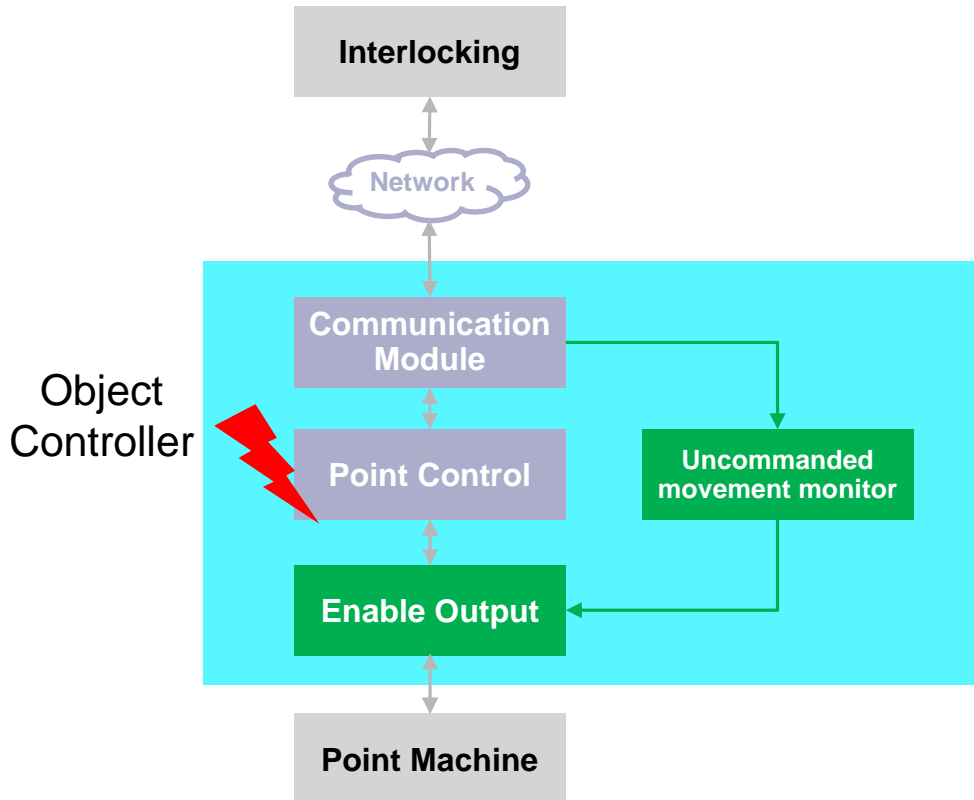 Interlocking
Network
Communication
Module
Object
Controller
Point Control
Uncommanded
movement monitor
Enable Output
Point Machine